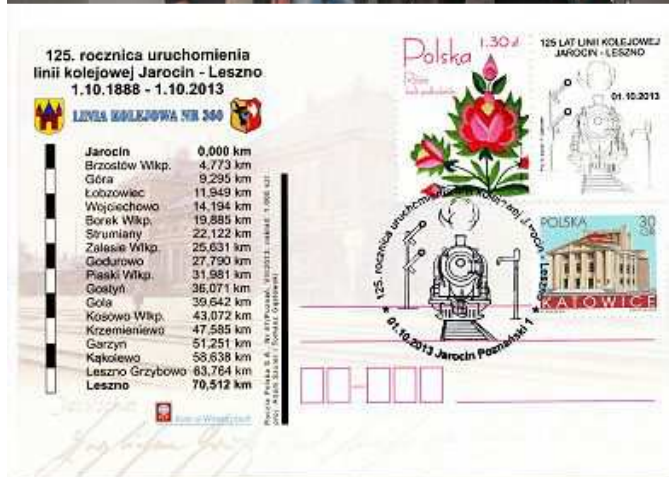 125. rocznica uruchomienia
linii kolejowej Jarocin - Leszno
1.10.1888 - 1.10.2013
LINIA KOLEJOWA NR 360
Jarocin 0,000 km
Brzostów Wlkp. 4,773 km
Góra 9,295 km
Łobzowiec 11,949 km
Wojciechowo 14,194 km
Borek Wlkp. 19,885 km
Strumiany 22,122 km
Zalesie Wlkp. 25,631 km
Godurowo 27,790 km
Piaski Wlkp. 31,981 km
Gostyń 36,071 km
Gola 39,642 km
Kosowo Wlkp. 43,072 km
Krzemieniewo 47,585 km
Garzyn 51,251 km
Kąkolewo 58,638 km
Leszno Grzybowo 63,764 km
Leszno 70,512 km
Polska 1.30 zł
125 LAT LINII KOLEJOWEJ
JAROCIN - LESZNO
01.10.2013
POLSKA 30
GR
KATOWICE
125. rocznica uruchomienia
Jarocin
* 01.10.2013 Jarocin Poznański 1 *